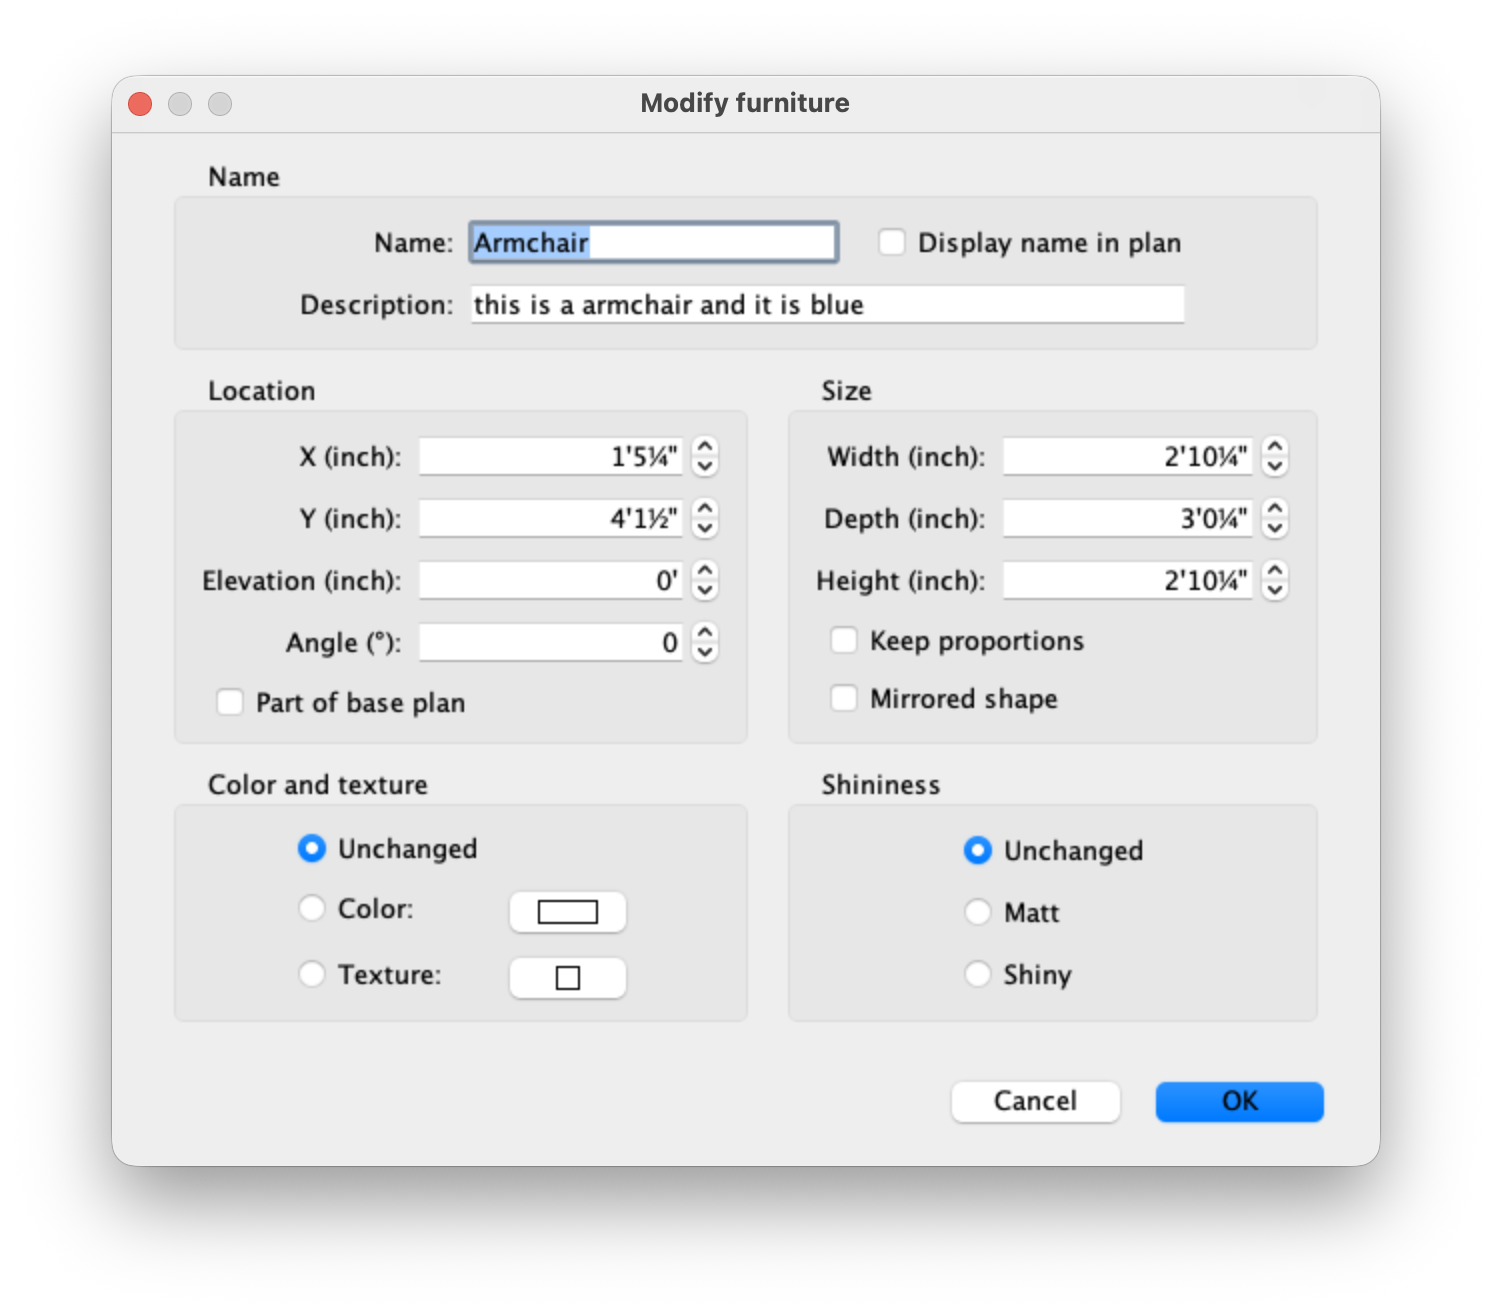 Modify furniture
Name
Name: Armchair Display name in plan
Description: this is a armchair and it is blue
Location
X (inch): 1'5¼"
Y (inch): 4'1½"
Elevation (inch): 0'
Angle (°): 0
Part of base plan
Size
Width (inch): 2'10¼"
Depth (inch): 3'0¼"
Height (inch): 2'10¼"
Keep proportions
Mirrored shape
Color and texture
Unchanged
Color:
Texture:
Shininess
Unchanged
Matt
Shiny
Cancel OK